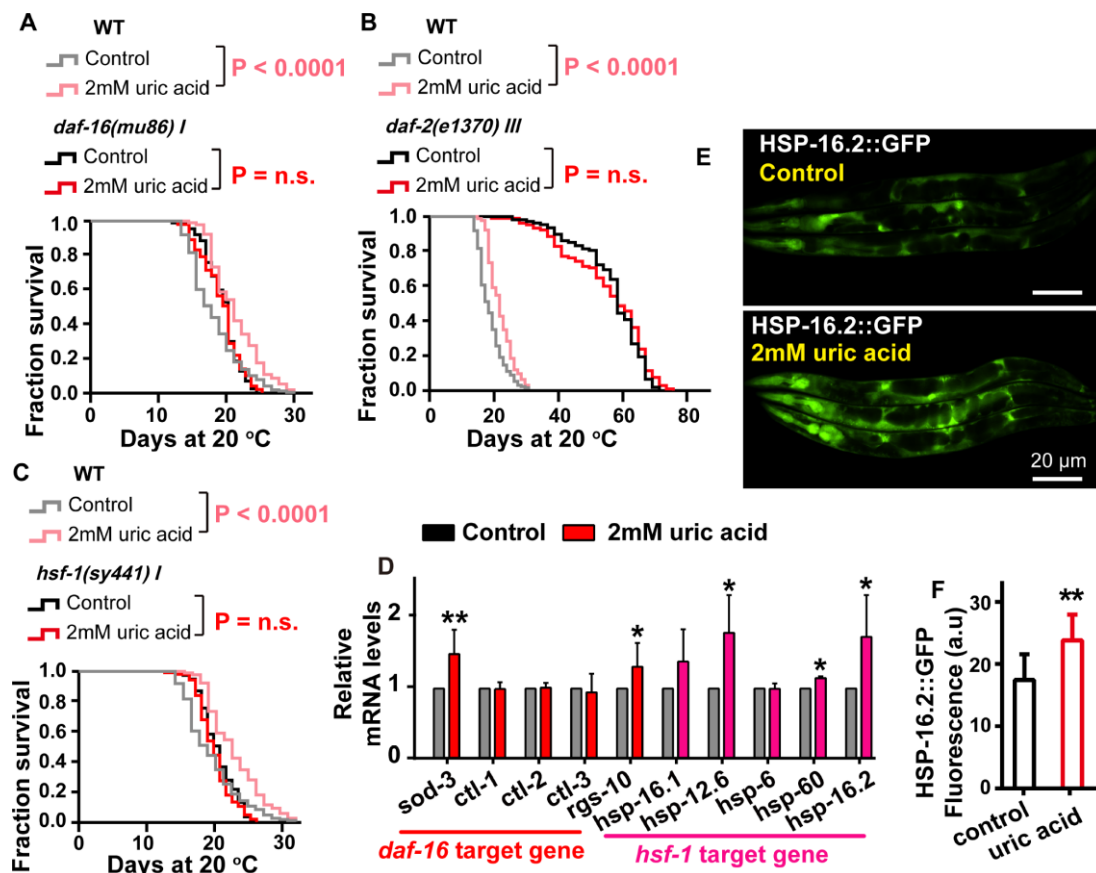 A
WT
Control
2mM uric acid
P < 0.0001
daf-16(mu86) I
Control
2mM uric acid
P = n.s.
Fraction survival
1.0
0.8
0.6
0.4
0.2
0.0
0 10 20 30
Days at 20 °C
B
WT
Control
2mM uric acid
P < 0.0001
daf-2(e1370) III
Control
2mM uric acid
P = n.s.
Fraction survival
1.0
0.8
0.6
0.4
0.2
0.0
0 20 40 60 80
Days at 20 °C
E
HSP-16.2::GFP
Control
HSP-16.2::GFP
2mM uric acid
20 µm
C
WT
Control
2mM uric acid
P < 0.0001
hsf-1(sy441) I
Control
2mM uric acid
P = n.s.
Fraction survival
1.0
0.8
0.6
0.4
0.2
0.0
0 10 20 30
Days at 20 °C
Control 2mM uric acid
D
Relative
mRNA levels
2
1
0
** * * * *
sod-3 ctl-1 ctl-2 ctl-3 rgs-10 hsp-16.1 hsp-12.6 hsp-6 hsp-60 hsp-16.2
daf-16 target gene hsf-1 target gene
F
HSP-16.2::GFP
Fluorescence (a.u)
30
20
10
0
**
control uric acid